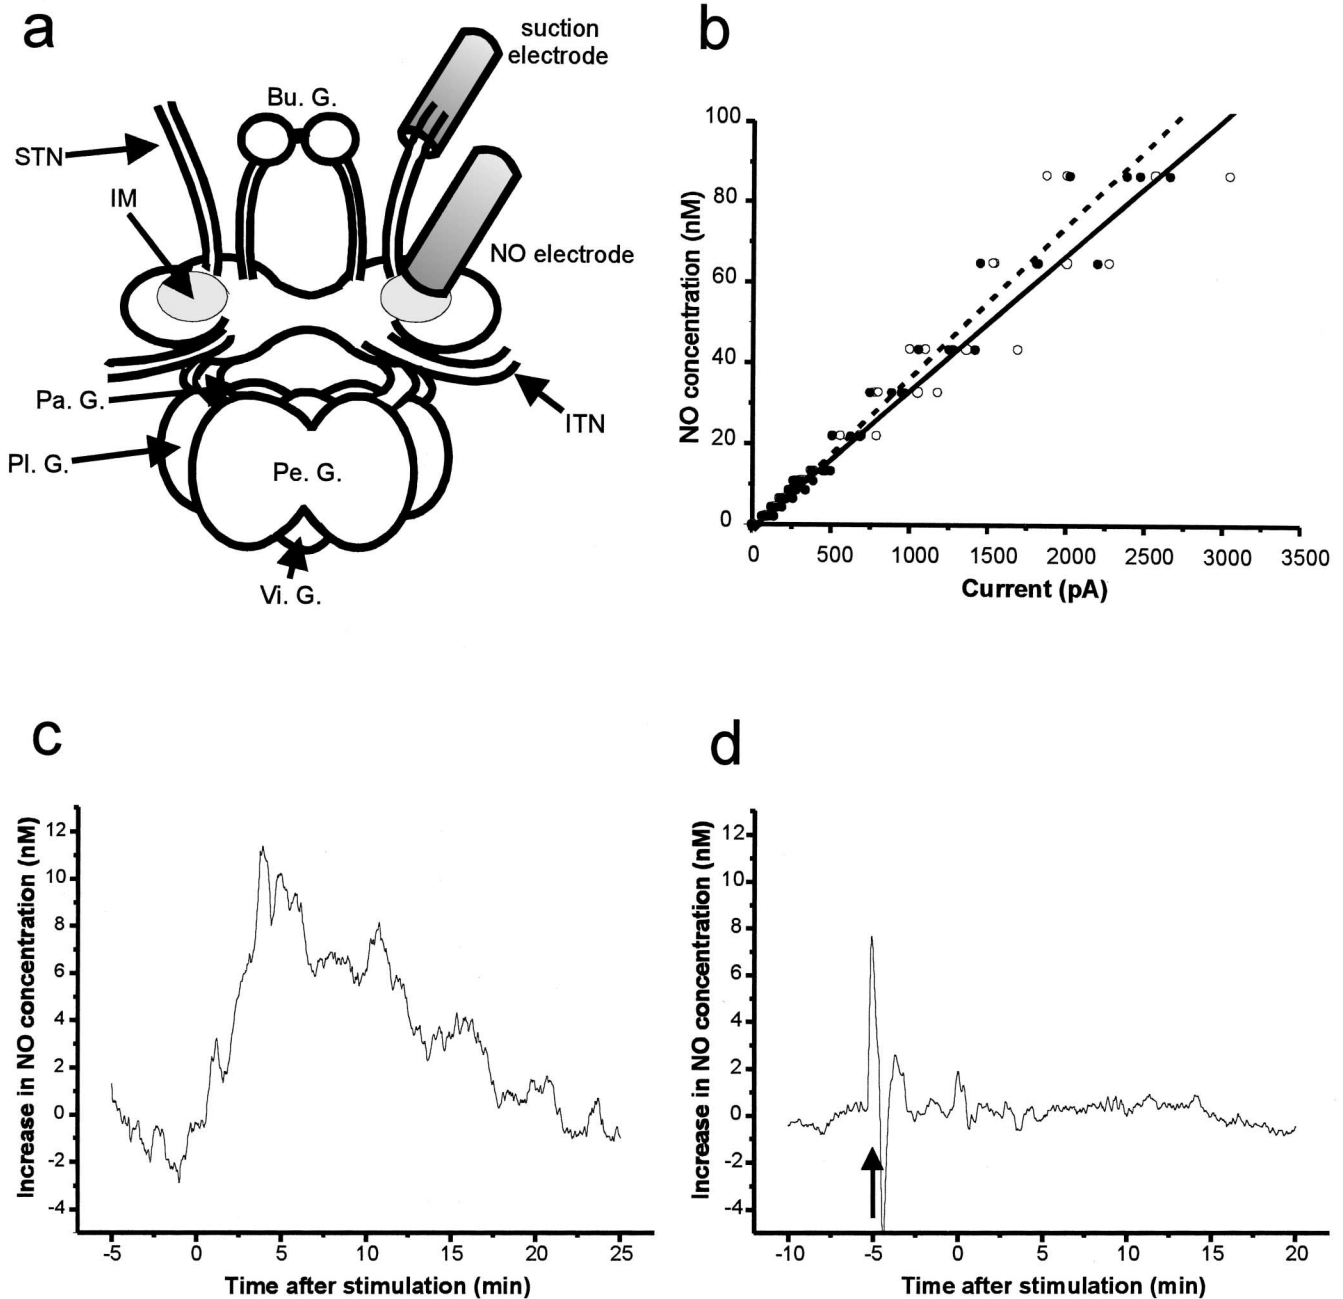 a
suction
electrode
Bu. G.
STN
IM
NO electrode
Pa. G.
ITN
Pl. G.
Pe. G.
Vi. G.
b
NO concentration (nM)
100
80
60
40
20
0
0 500 1000 1500 2000 2500 3000 3500
Current (pA)
c
Increase in NO concentration (nM)
12
10
8
6
4
2
0
-2
-4
-5 0 5 10 15 20 25
Time after stimulation (min)
d
Increase in NO concentration (nM)
12
10
8
6
4
2
0
-2
-4
-10 -5 0 5 10 15 20
Time after stimulation (min)